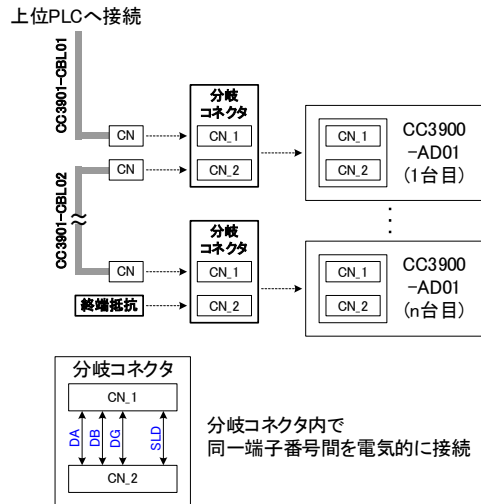 上位PLCへ接続
CC3901-CBL01
CN
分岐
コネクタ
CN_1
CN_2
CN
CN_1
CN_2
CC3900
-AD01
(1台目)
CC3901-CBL02
≈
CN
終端抵抗
分岐
コネクタ
CN_1
CN_2
CN_1
CN_2
CC3900
-AD01
(n台目)
分岐コネクタ
CN_1
DA
DB
DG
SLD
CN_2
分岐コネクタ内で
同一端子番号間を電気的に接続